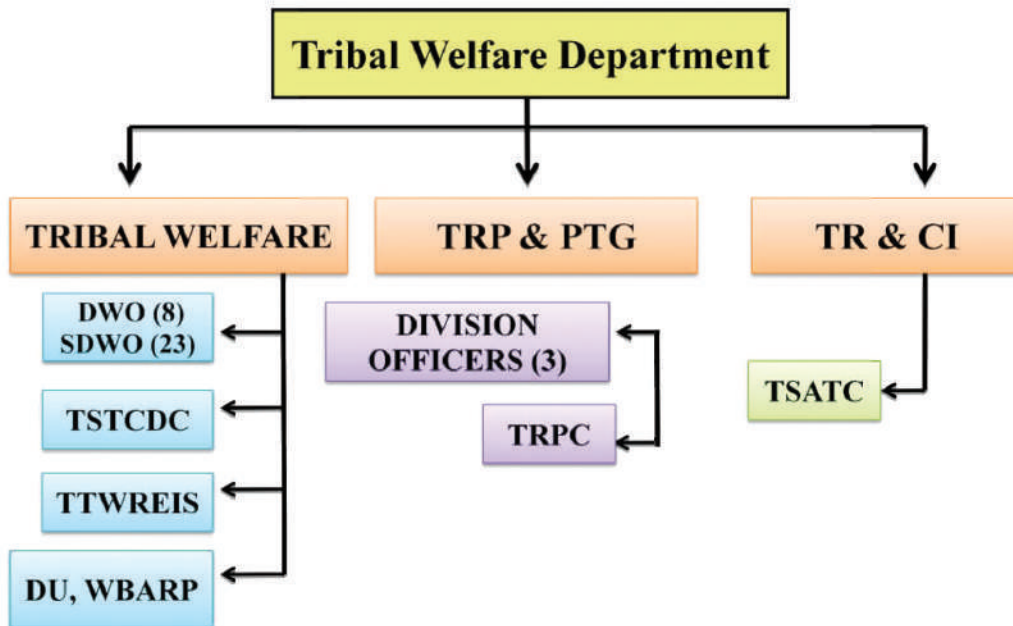 Tribal Welfare Department
TRIBAL WELFARE
TRP & PTG
TR & CI
DWO (8)
SDWO (23)
TSTCDC
TTWREIS
DU, WBARP
DIVISION
OFFICERS (3)
TRPC
TSATC